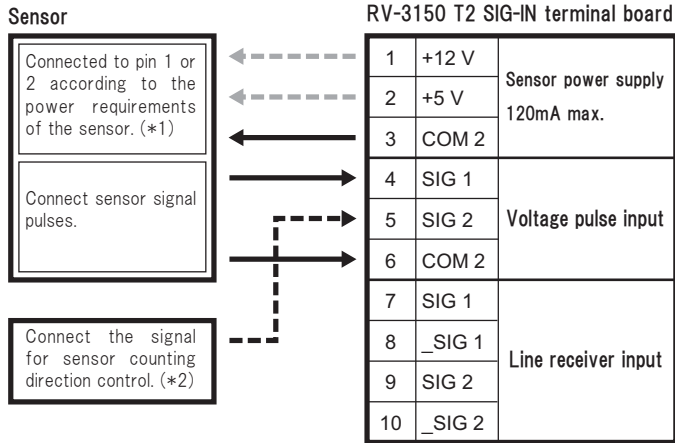 Sensor
RV-3150 T2 SIG-IN terminal board
Connected to pin 1 or
2 according to the
power requirements
of the sensor. (*1)
Connect sensor signal
pulses.
Connect the signal
for sensor counting
direction control. (*2)
1 +12 V
2 +5 V
3 COM 2
Sensor power supply
120mA max.
4 SIG 1
5 SIG 2
6 COM 2
Voltage pulse input
7 SIG 1
8 _SIG 1
9 SIG 2
10 _SIG 2
Line receiver input